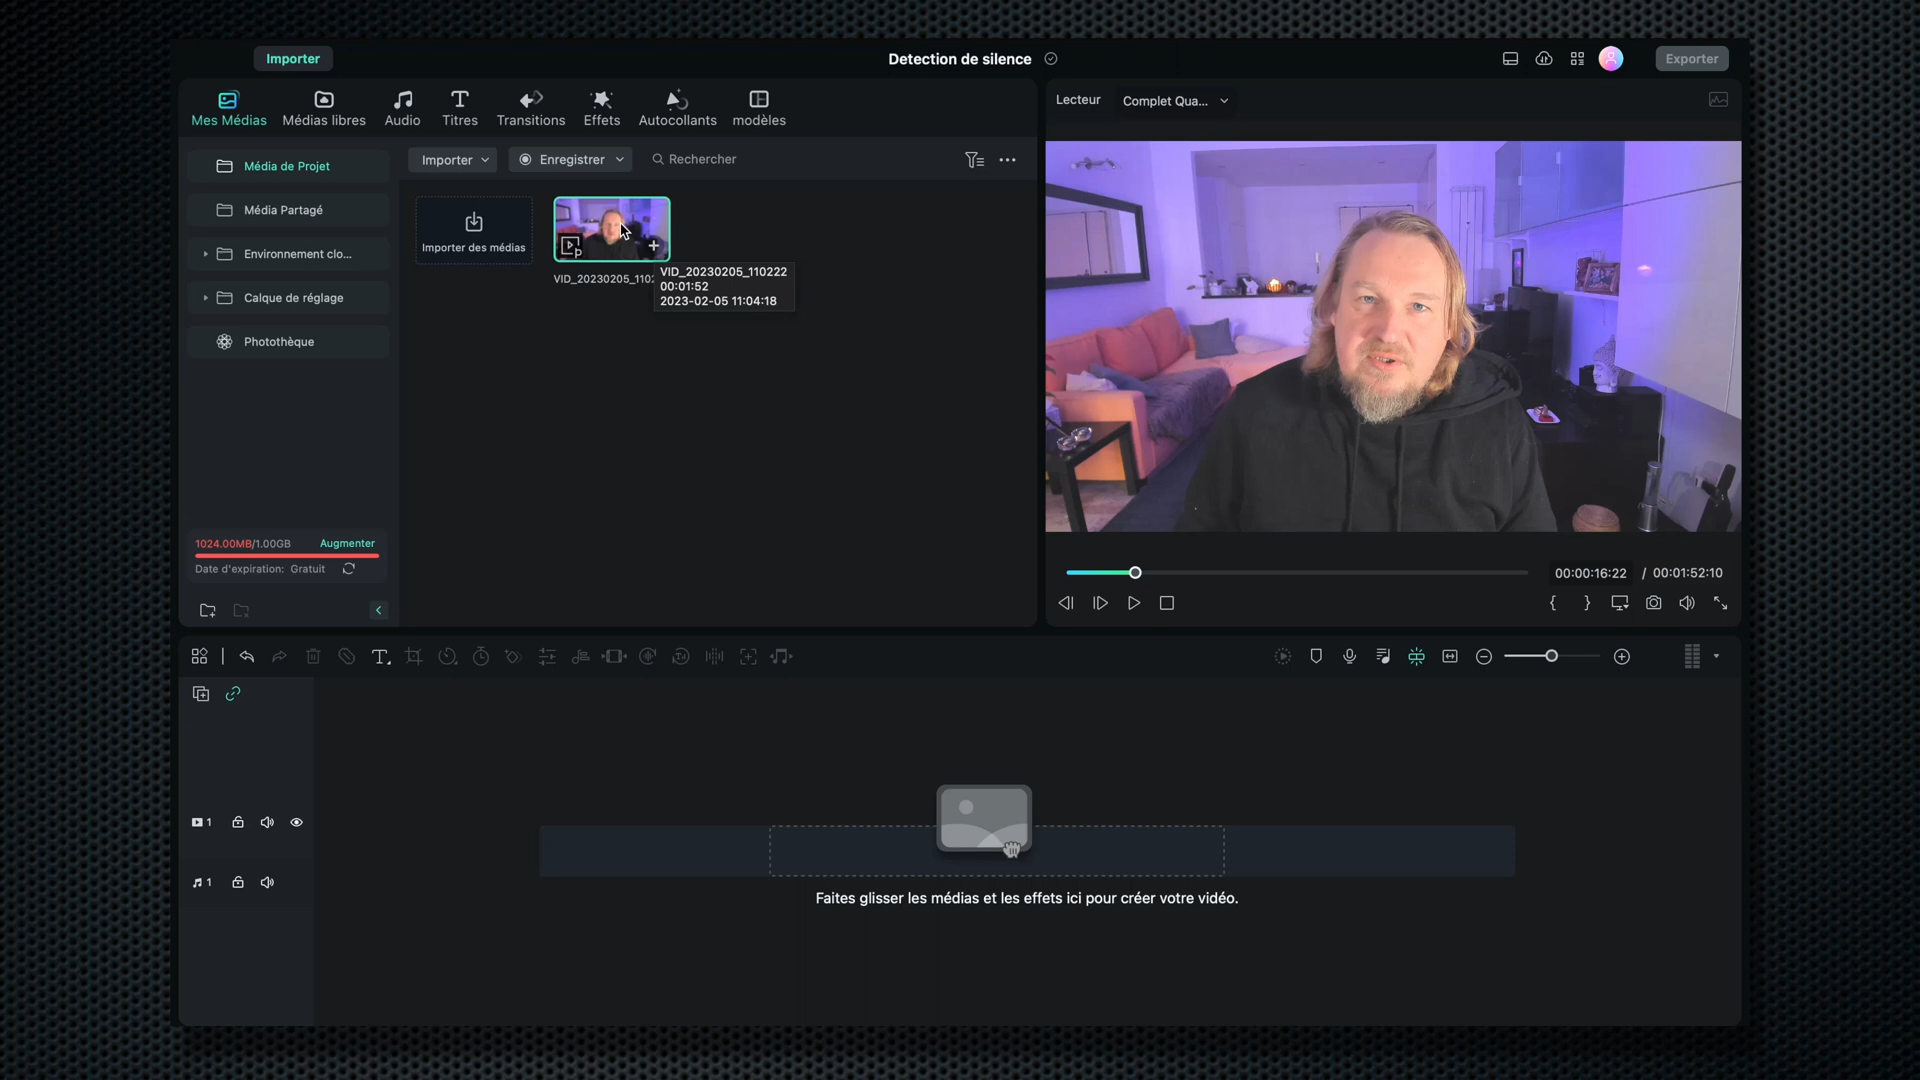 Importer
Detection de silence
Exporter
Mes Médias
Médias libres
Audio
Titres
Transitions
Effets
Autocollants
modèles
Lecteur
Complet Qua...
Média de Projet
Média Partagé
Environnement clo...
Calque de réglage
Photothèque
Importer
Enregistrer
Rechercher
Importer des médias
VID_20230205_110
VID_20230205_110222
00:01:52
2023-02-05 11:04:18
1024.00MB/1.00GB
Augmenter
Date d'expiration: Gratuit
00:00:16:22 / 00:01:52:10
1
1
Faites glisser les médias et les effets ici pour créer votre vidéo.